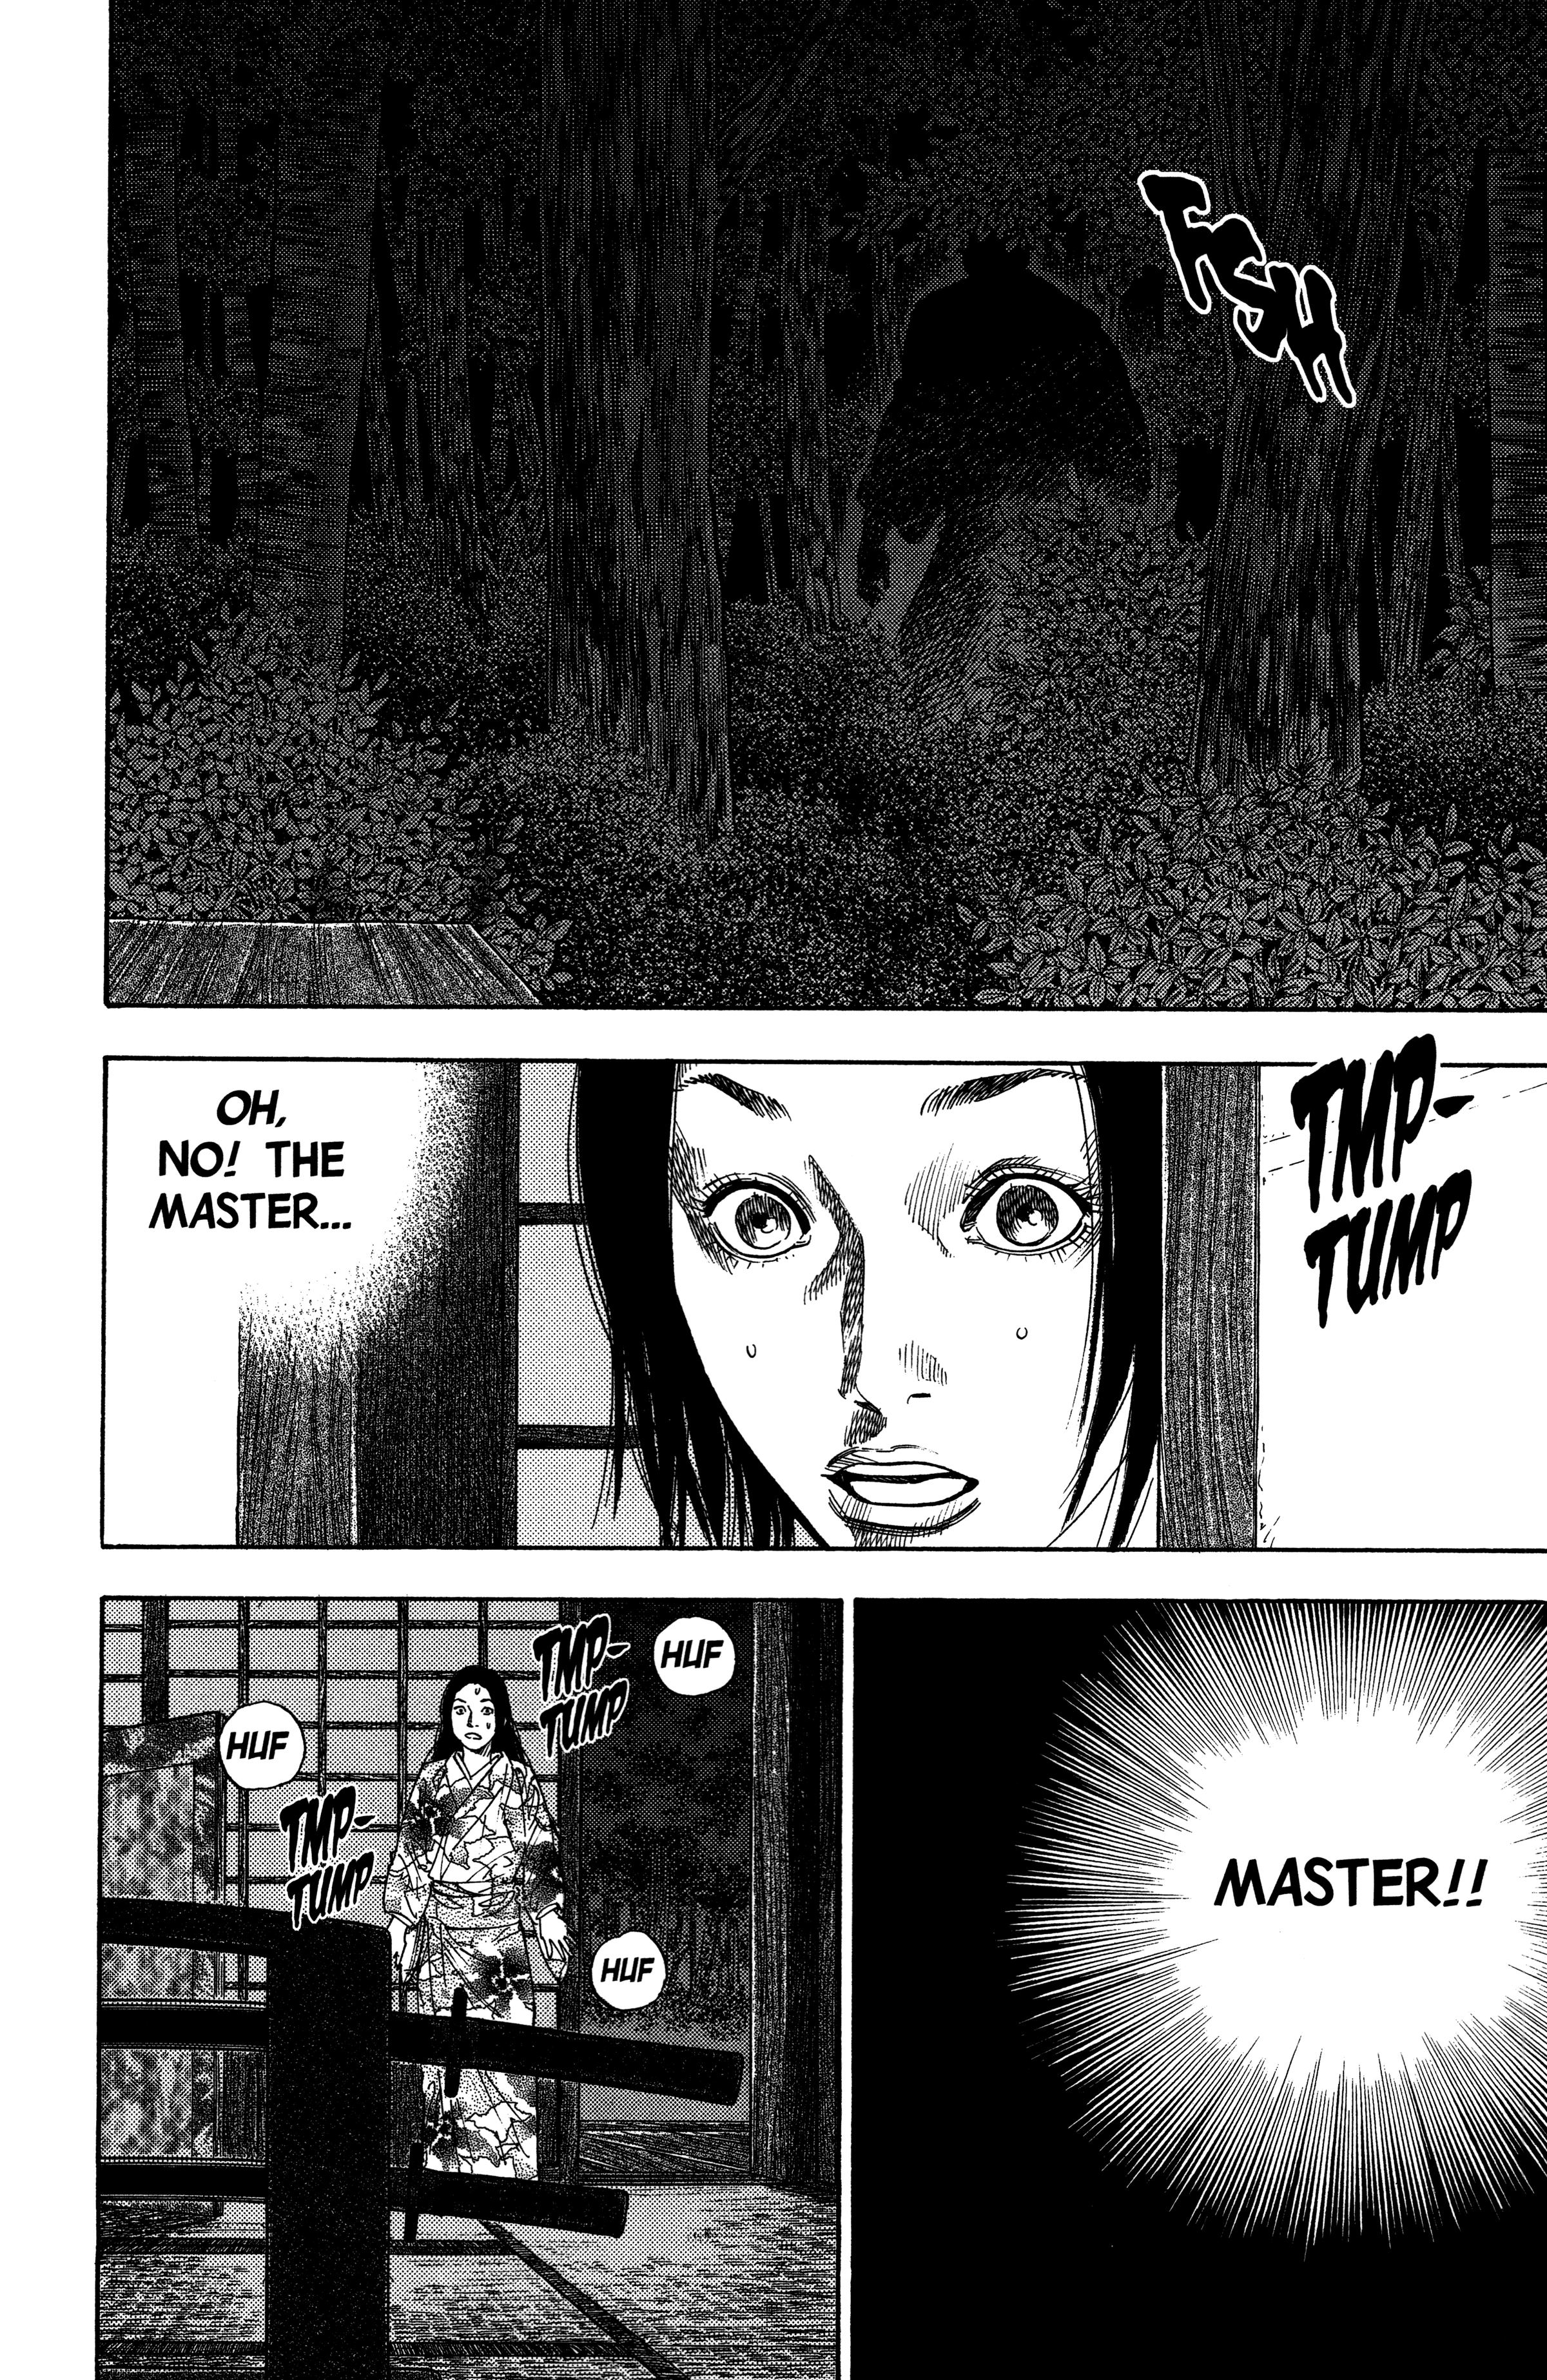 FSH
TMP-
TUMP
OH,
NO! THE
MASTER...
MASTER!!
HUF
TMP-
TUMP
HUF
TMP-
TUMP
HUF